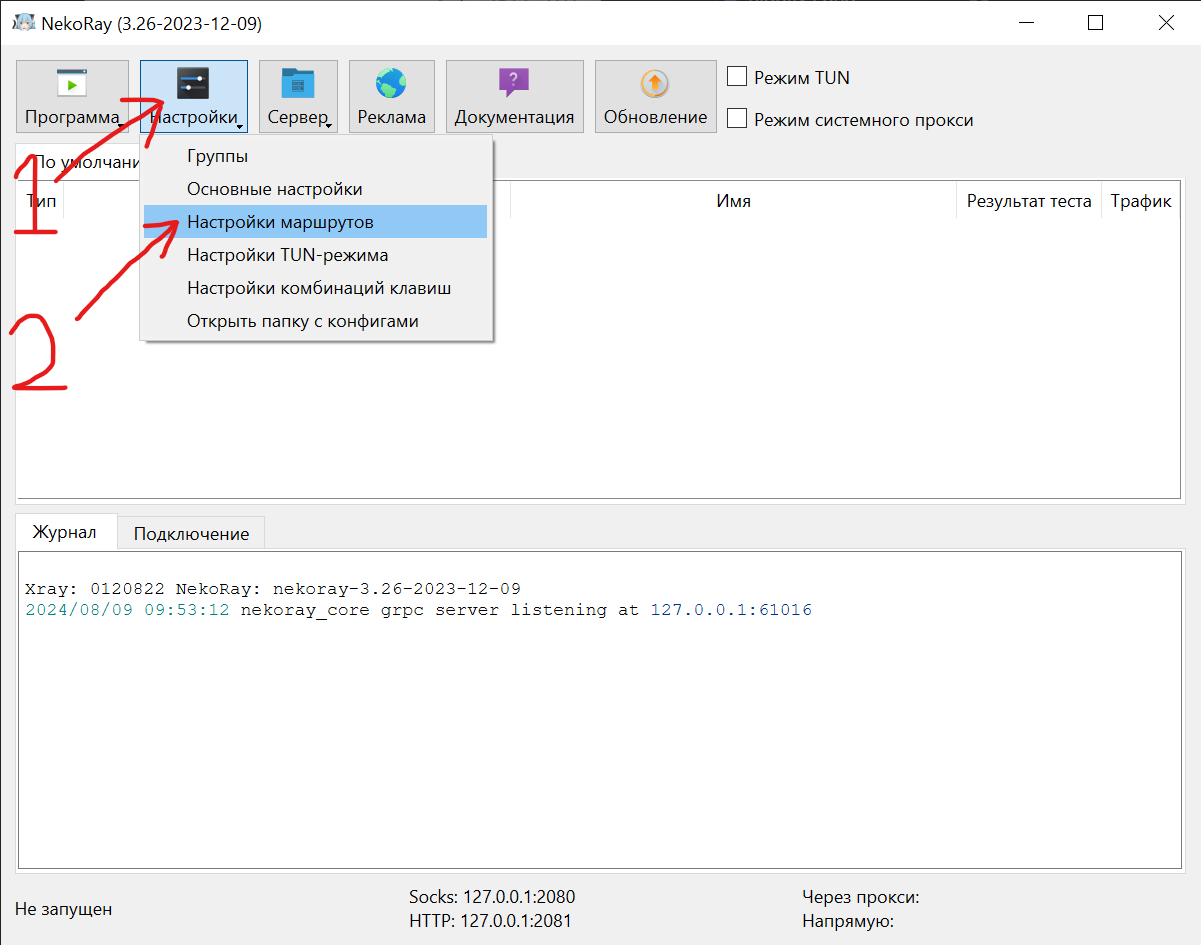 NekoRay (3.26-2023-12-09)
Программа Настройки Сервер Реклама Документация Обновление
Режим TUN
Режим системного прокси
1
2
Группы
Основные настройки
Настройки маршрутов
Настройки TUN-режима
Настройки комбинаций клавиш
Открыть папку с конфигами
По умолчани
Тип Имя Результат теста Трафик
Журнал Подключение
Xray: 0120822 NekoRay: nekoray-3.26-2023-12-09
2024/08/09 09:53:12 nekoray_core grpc server listening at 127.0.0.1:61016
Не запущен
Socks: 127.0.0.1:2080
HTTP: 127.0.0.1:2081
Через прокси:
Напрямую: